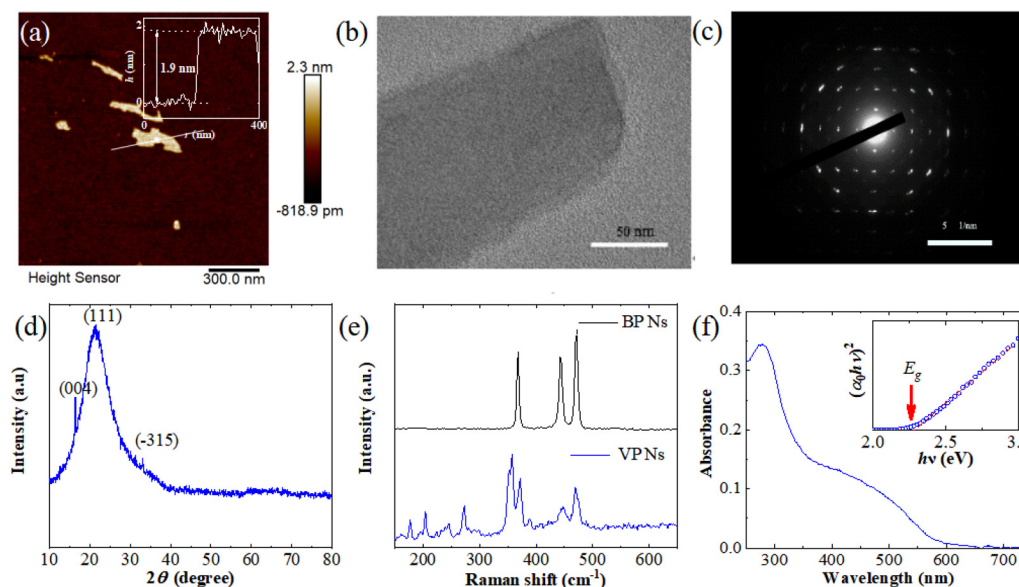 (a)
2
h (nm)
1.9 nm
0
0
r (nm)
400
2.3 nm
-818.9 pm
Height Sensor
300.0 nm
(b)
50 nm
(c)
5 1/nm
(d)
(111)
(004)
(-315)
Intensity (a.u)
10 20 30 40 50 60 70 80
2θ (degree)
(e)
BP Ns
VP Ns
Intensity (a.u.)
200 300 400 500 600
Raman shift (cm-1)
(f)
0.4
0.3
0.2
0.1
0.0
Absorbance
(α0hν)2
Eg
2.0 2.5 3.0
hν (eV)
300 400 500 600 700
Wavelength (nm)